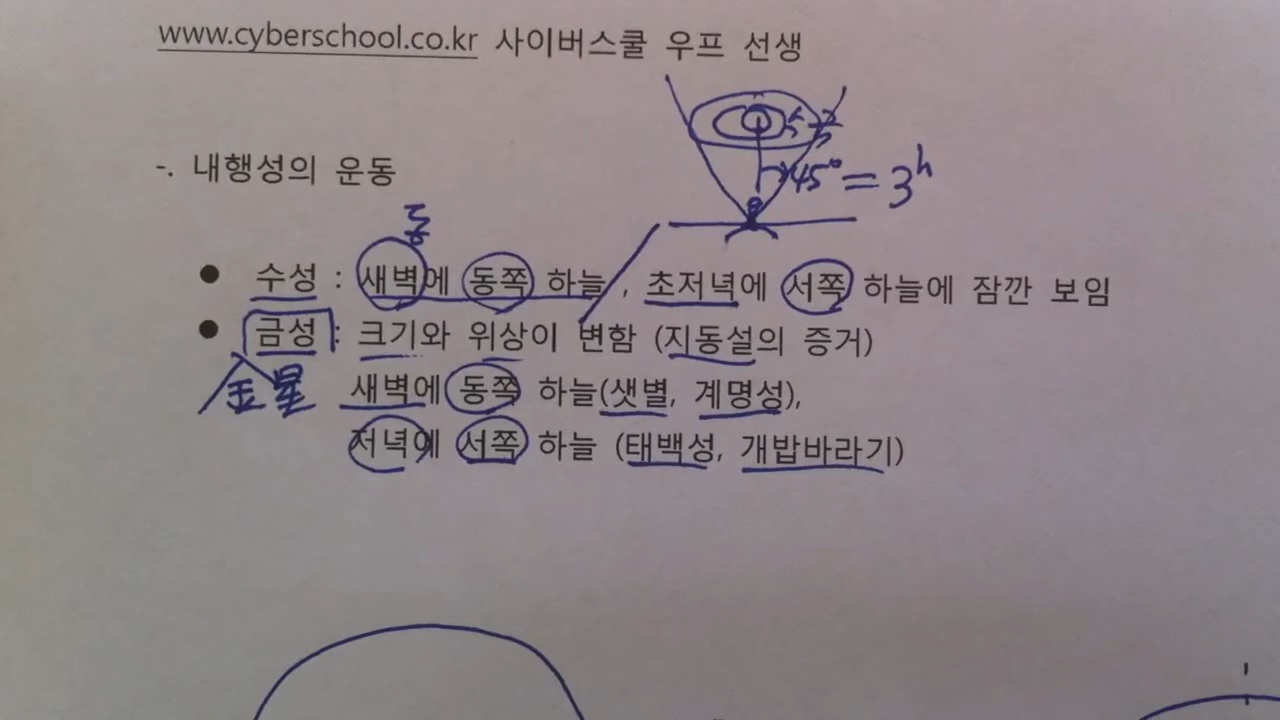 www.cyberschool.co.kr 사이버스쿨 우프 선생
45° = 3h
-. 내행성의 운동
동
● 수성 : 새벽에 동쪽 하늘 , 초저녁에 서쪽 하늘에 잠깐 보임
● 금성 : 크기와 위상이 변함 (지동설의 증거)
金星 새벽에 동쪽 하늘(샛별, 계명성),
저녁에 서쪽 하늘 (태백성, 개밥바라기)